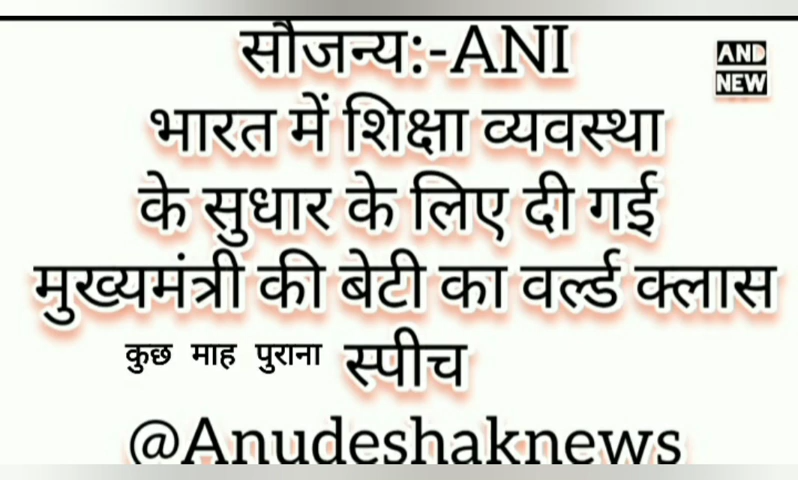 सौजन्य:-ANI
AND
NEW
भारत में शिक्षा व्यवस्था
के सुधार के लिए दी गई
मुख्यमंत्री की बेटी का वर्ल्ड क्लास
कुछ माह पुराना स्पीच
@Anudeshaknews